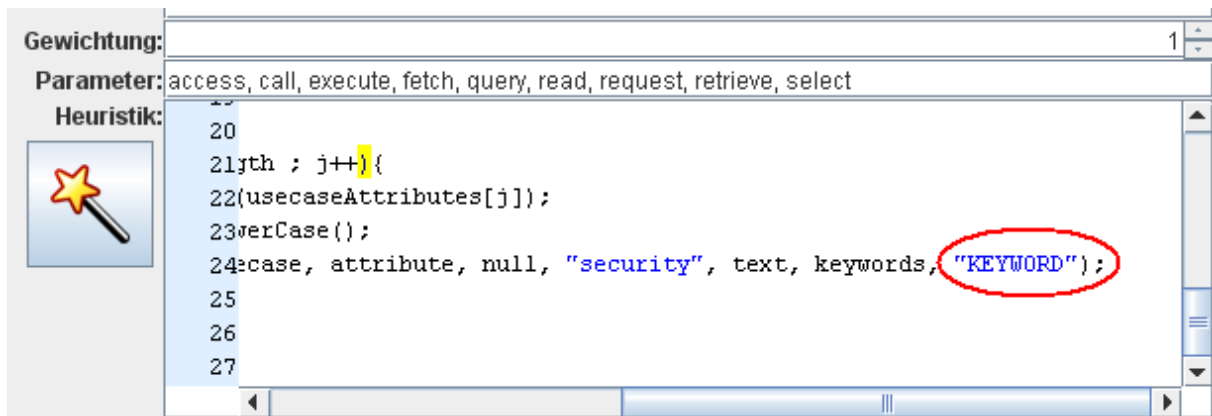 Gewichtung: 1
Parameter: access, call, execute, fetch, query, read, request, retrieve, select
Heuristik:
20
21 gth ; j++){
22 (usecaseAttributes[j]);
23 werCase();
24 ecase, attribute, null, "security", text, keywords, "KEYWORD");
25
26
27